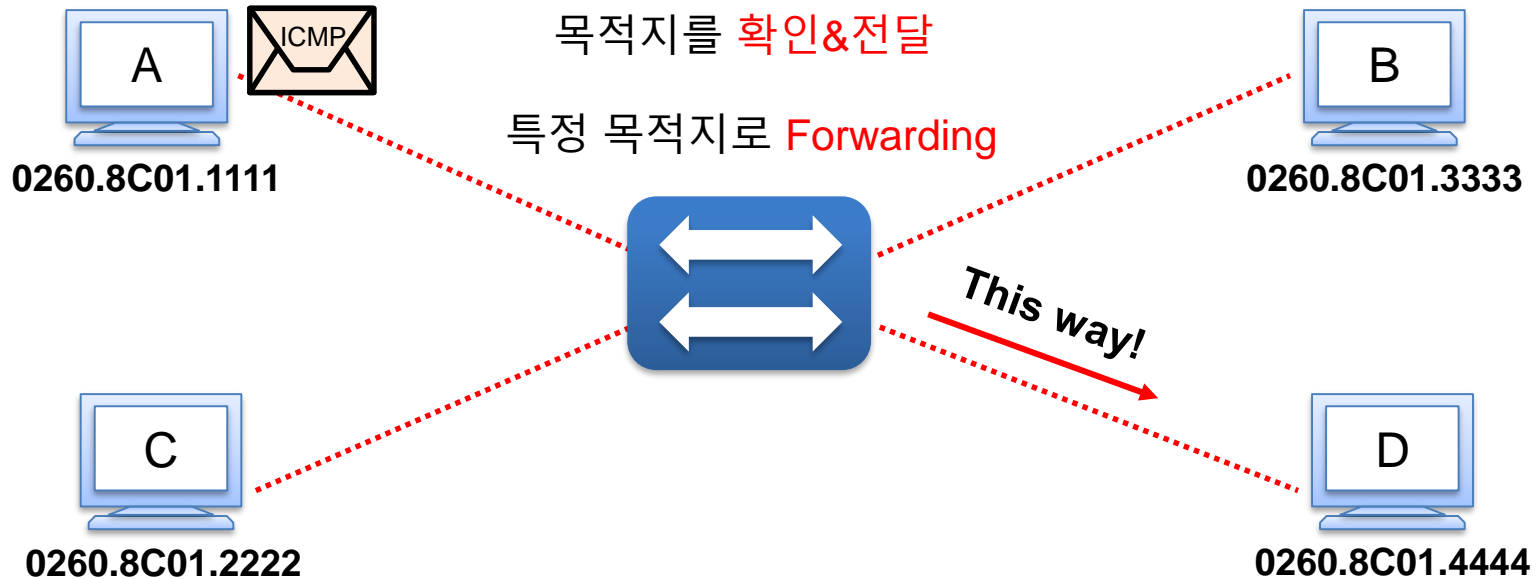 A
ICMP
목적지를 확인&전달
B
특정 목적지로 Forwarding
0260.8C01.1111
0260.8C01.3333
This way!
C
D
0260.8C01.2222
0260.8C01.4444